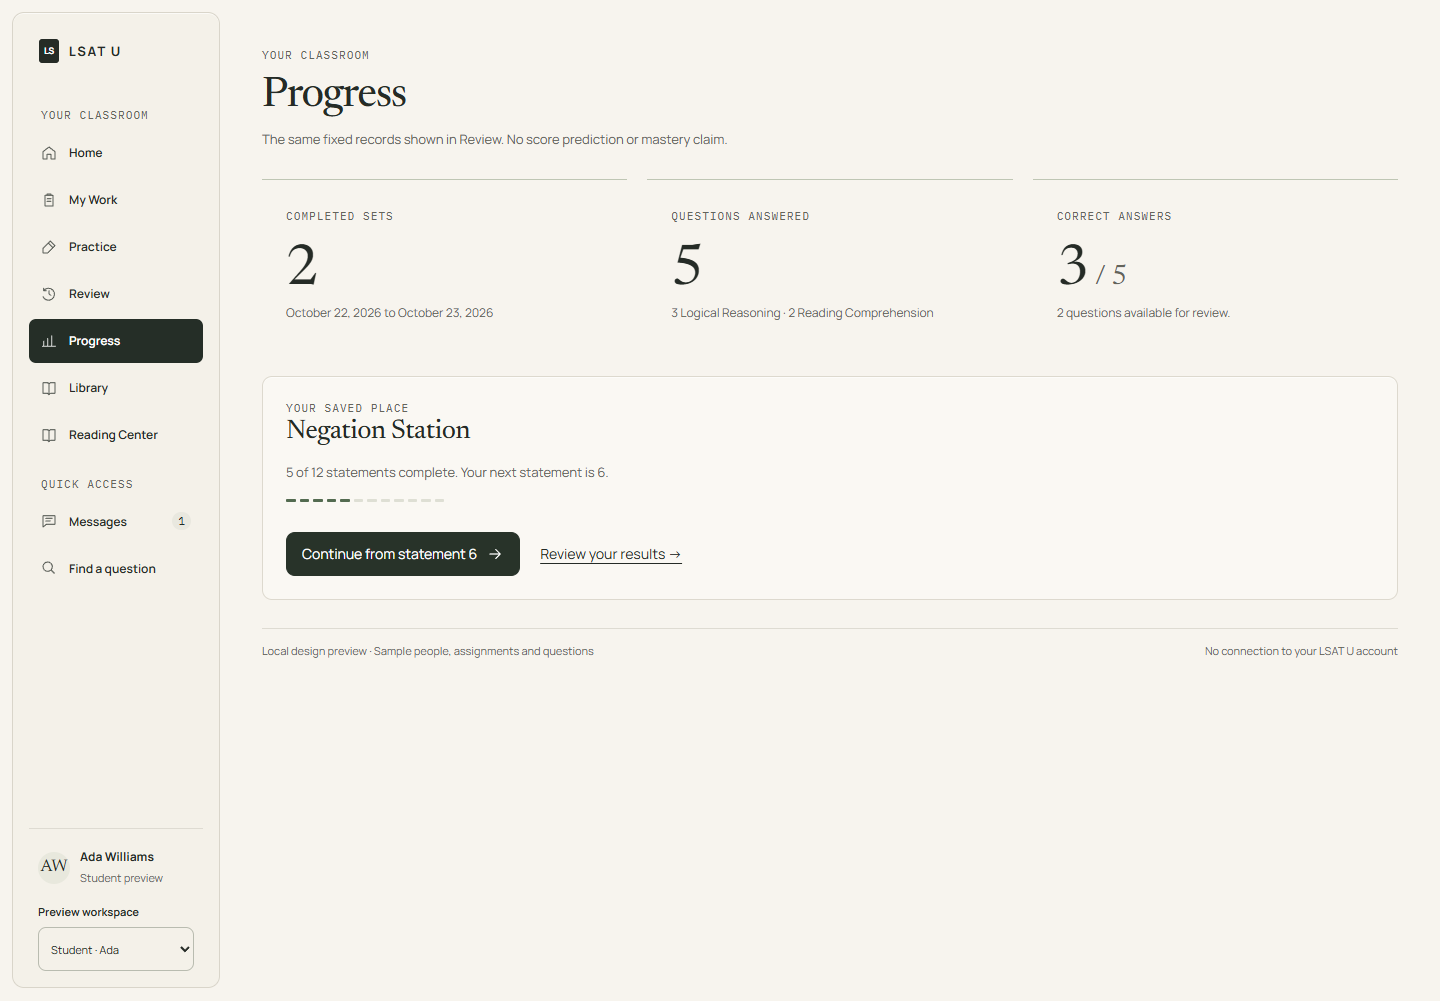 LS LSAT U
YOUR CLASSROOM
Home
My Work
Practice
Review
Progress
Library
Reading Center
QUICK ACCESS
Messages 1
Find a question
AW
Ada Williams
Student preview
Preview workspace
Student · Ada
YOUR CLASSROOM
Progress
The same fixed records shown in Review. No score prediction or mastery claim.
COMPLETED SETS
2
October 22, 2026 to October 23, 2026
QUESTIONS ANSWERED
5
3 Logical Reasoning · 2 Reading Comprehension
CORRECT ANSWERS
3 / 5
2 questions available for review.
YOUR SAVED PLACE
Negation Station
5 of 12 statements complete. Your next statement is 6.
Continue from statement 6 →
Review your results →
Local design preview · Sample people, assignments and questions
No connection to your LSAT U account